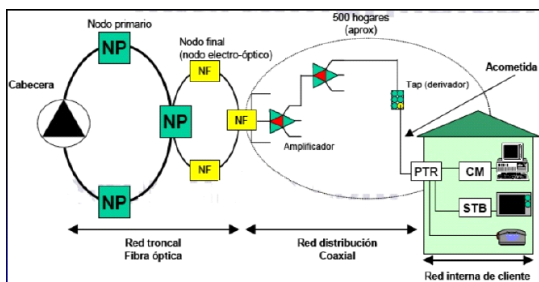 Nodo primario
500 hogares
(aprox)
NP
Nodo final
(nodo electro-óptico)
Acometida
Cabecera
NF
Tap (derivador)
NP
NF
Amplificador
PTR
CM
NF
STB
NP
Red troncal
Fibra óptica
Red distribución
Coaxial
Red interna de cliente